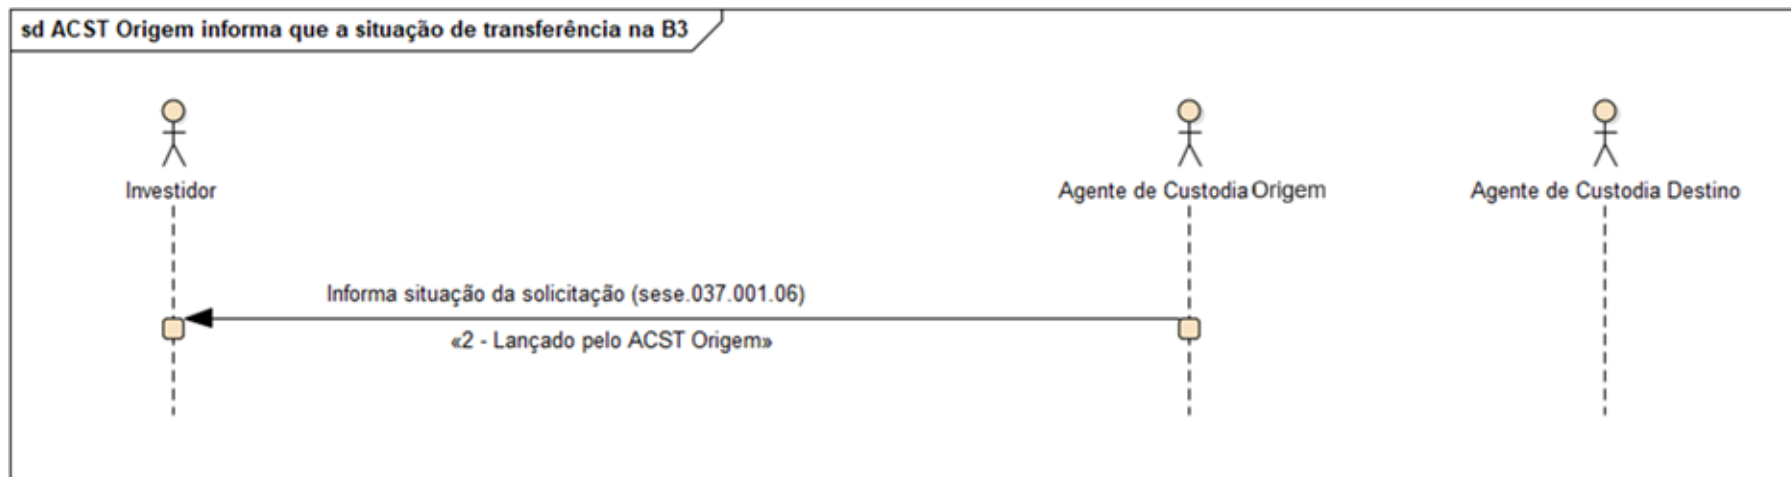 sd ACST Origem informa que a situação de transferência na B3
Investidor
Agente de Custodia Origem
Agente de Custodia Destino
Informa situação da solicitação (sese.037.001.06)
«2 - Lançado pelo ACST Origem»